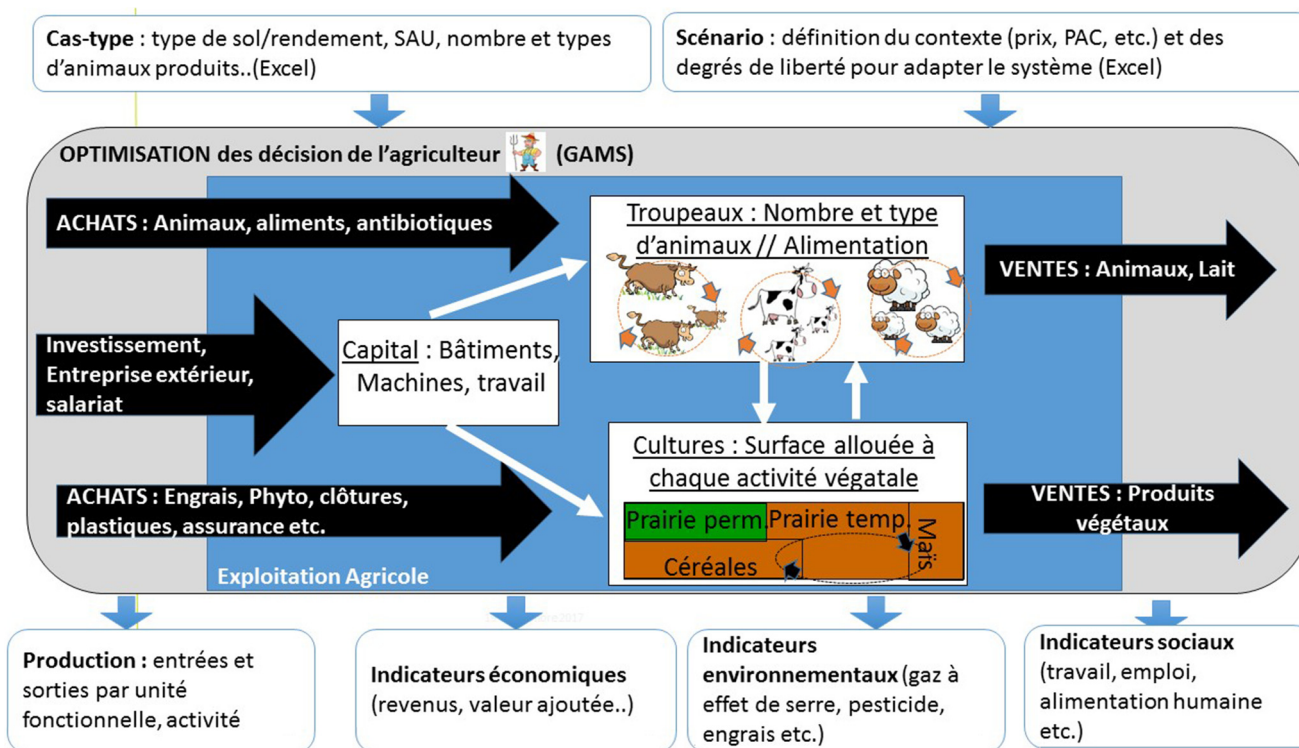 Cas-type : type de sol/rendement, SAU, nombre et types
d'animaux produits..(Excel)
Scénario : définition du contexte (prix, PAC, etc.) et des
degrés de liberté pour adapter le système (Excel)
OPTIMISATION des décision de l'agriculteur (GAMS)
ACHATS : Animaux, aliments, antibiotiques
Troupeaux : Nombre et type
d'animaux // Alimentation
VENTES : Animaux, Lait
Investissement,
Entreprise extérieur,
salariat
Capital : Bâtiments,
Machines, travail
Cultures : Surface allouée à
chaque activité végatale
ACHATS : Engrais, Phyto, clôtures,
plastiques, assurance etc.
Prairie perm.
Prairie temp.
Maïs
Céréales
VENTES : Produits
végétaux
Exploitation Agricole
Production : entrées et
sorties par unité
fonctionnelle, activité
Indicateurs économiques
(revenus, valeur ajoutée..)
Indicateurs
environnementaux (gaz à
effet de serre, pesticide,
engrais etc.)
Indicateurs sociaux
(travail, emploi,
alimentation humaine
etc.)